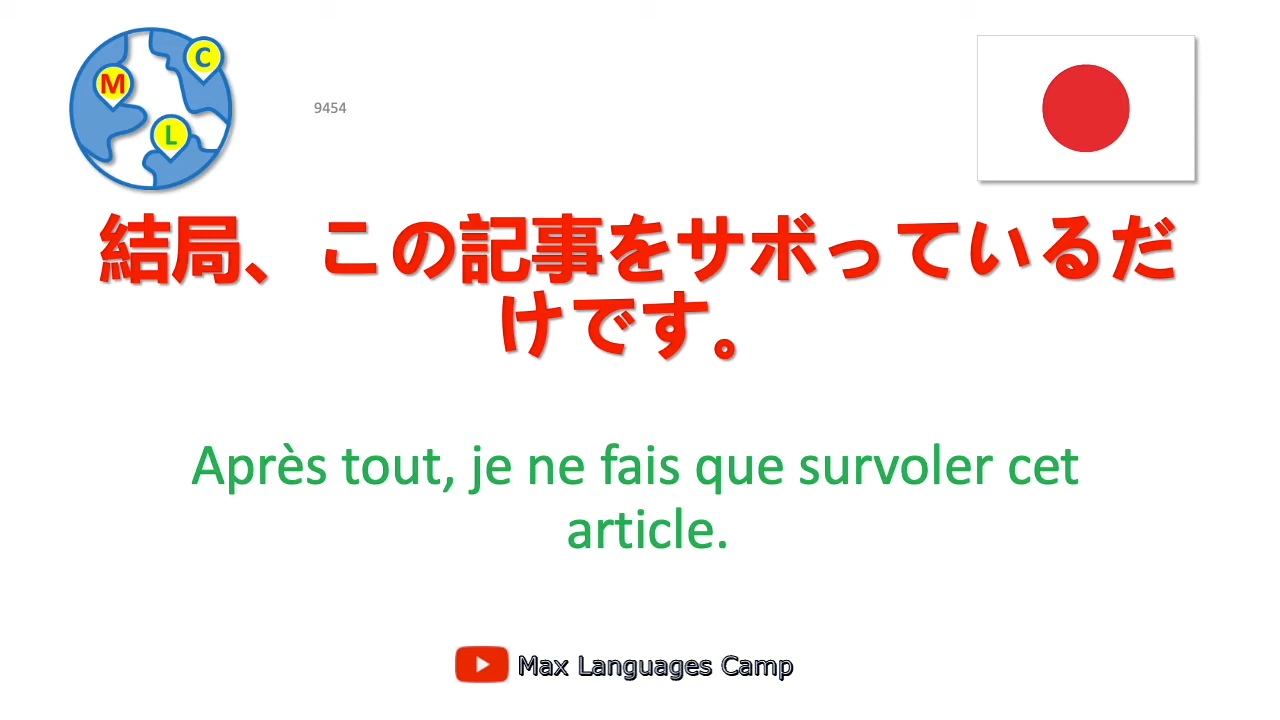 C
M
L
9454
結局、この記事をサボっているだ
けです。
Après tout, je ne fais que survoler cet
article.
Max Languages Camp